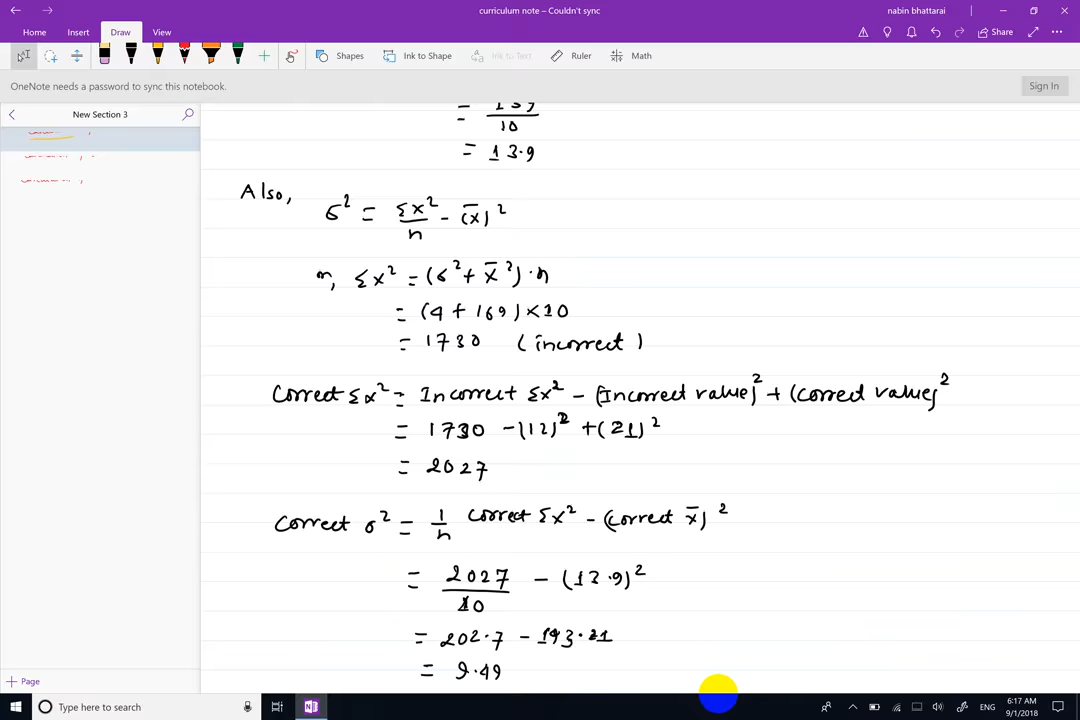 curriculum note – Couldn't sync
nabin bhattarai
Home Insert Draw View
Share
Shapes Ink to Shape Ink to Text Ruler Math
OneNote needs a password to sync this notebook.
Sign In
New Section 3
= 139/10
= 13.9
Also,
σ² = Σx²/n - (x̄)²
or, Σx² = (σ² + x̄²)·n
= (4 + 169) × 10
= 1730 (incorrect)
Correct Σx² = Incorrect Σx² - (Incorrect value)² + (correct value)²
= 1730 - (12)² + (21)²
= 2027
Correct σ² = 1/n correct Σx² - (correct x̄)²
= 2027/10 - (13.9)²
= 202.7 - 193.21
= 9.49
+ Page
Type here to search
ENG
6:17 AM
9/1/2018